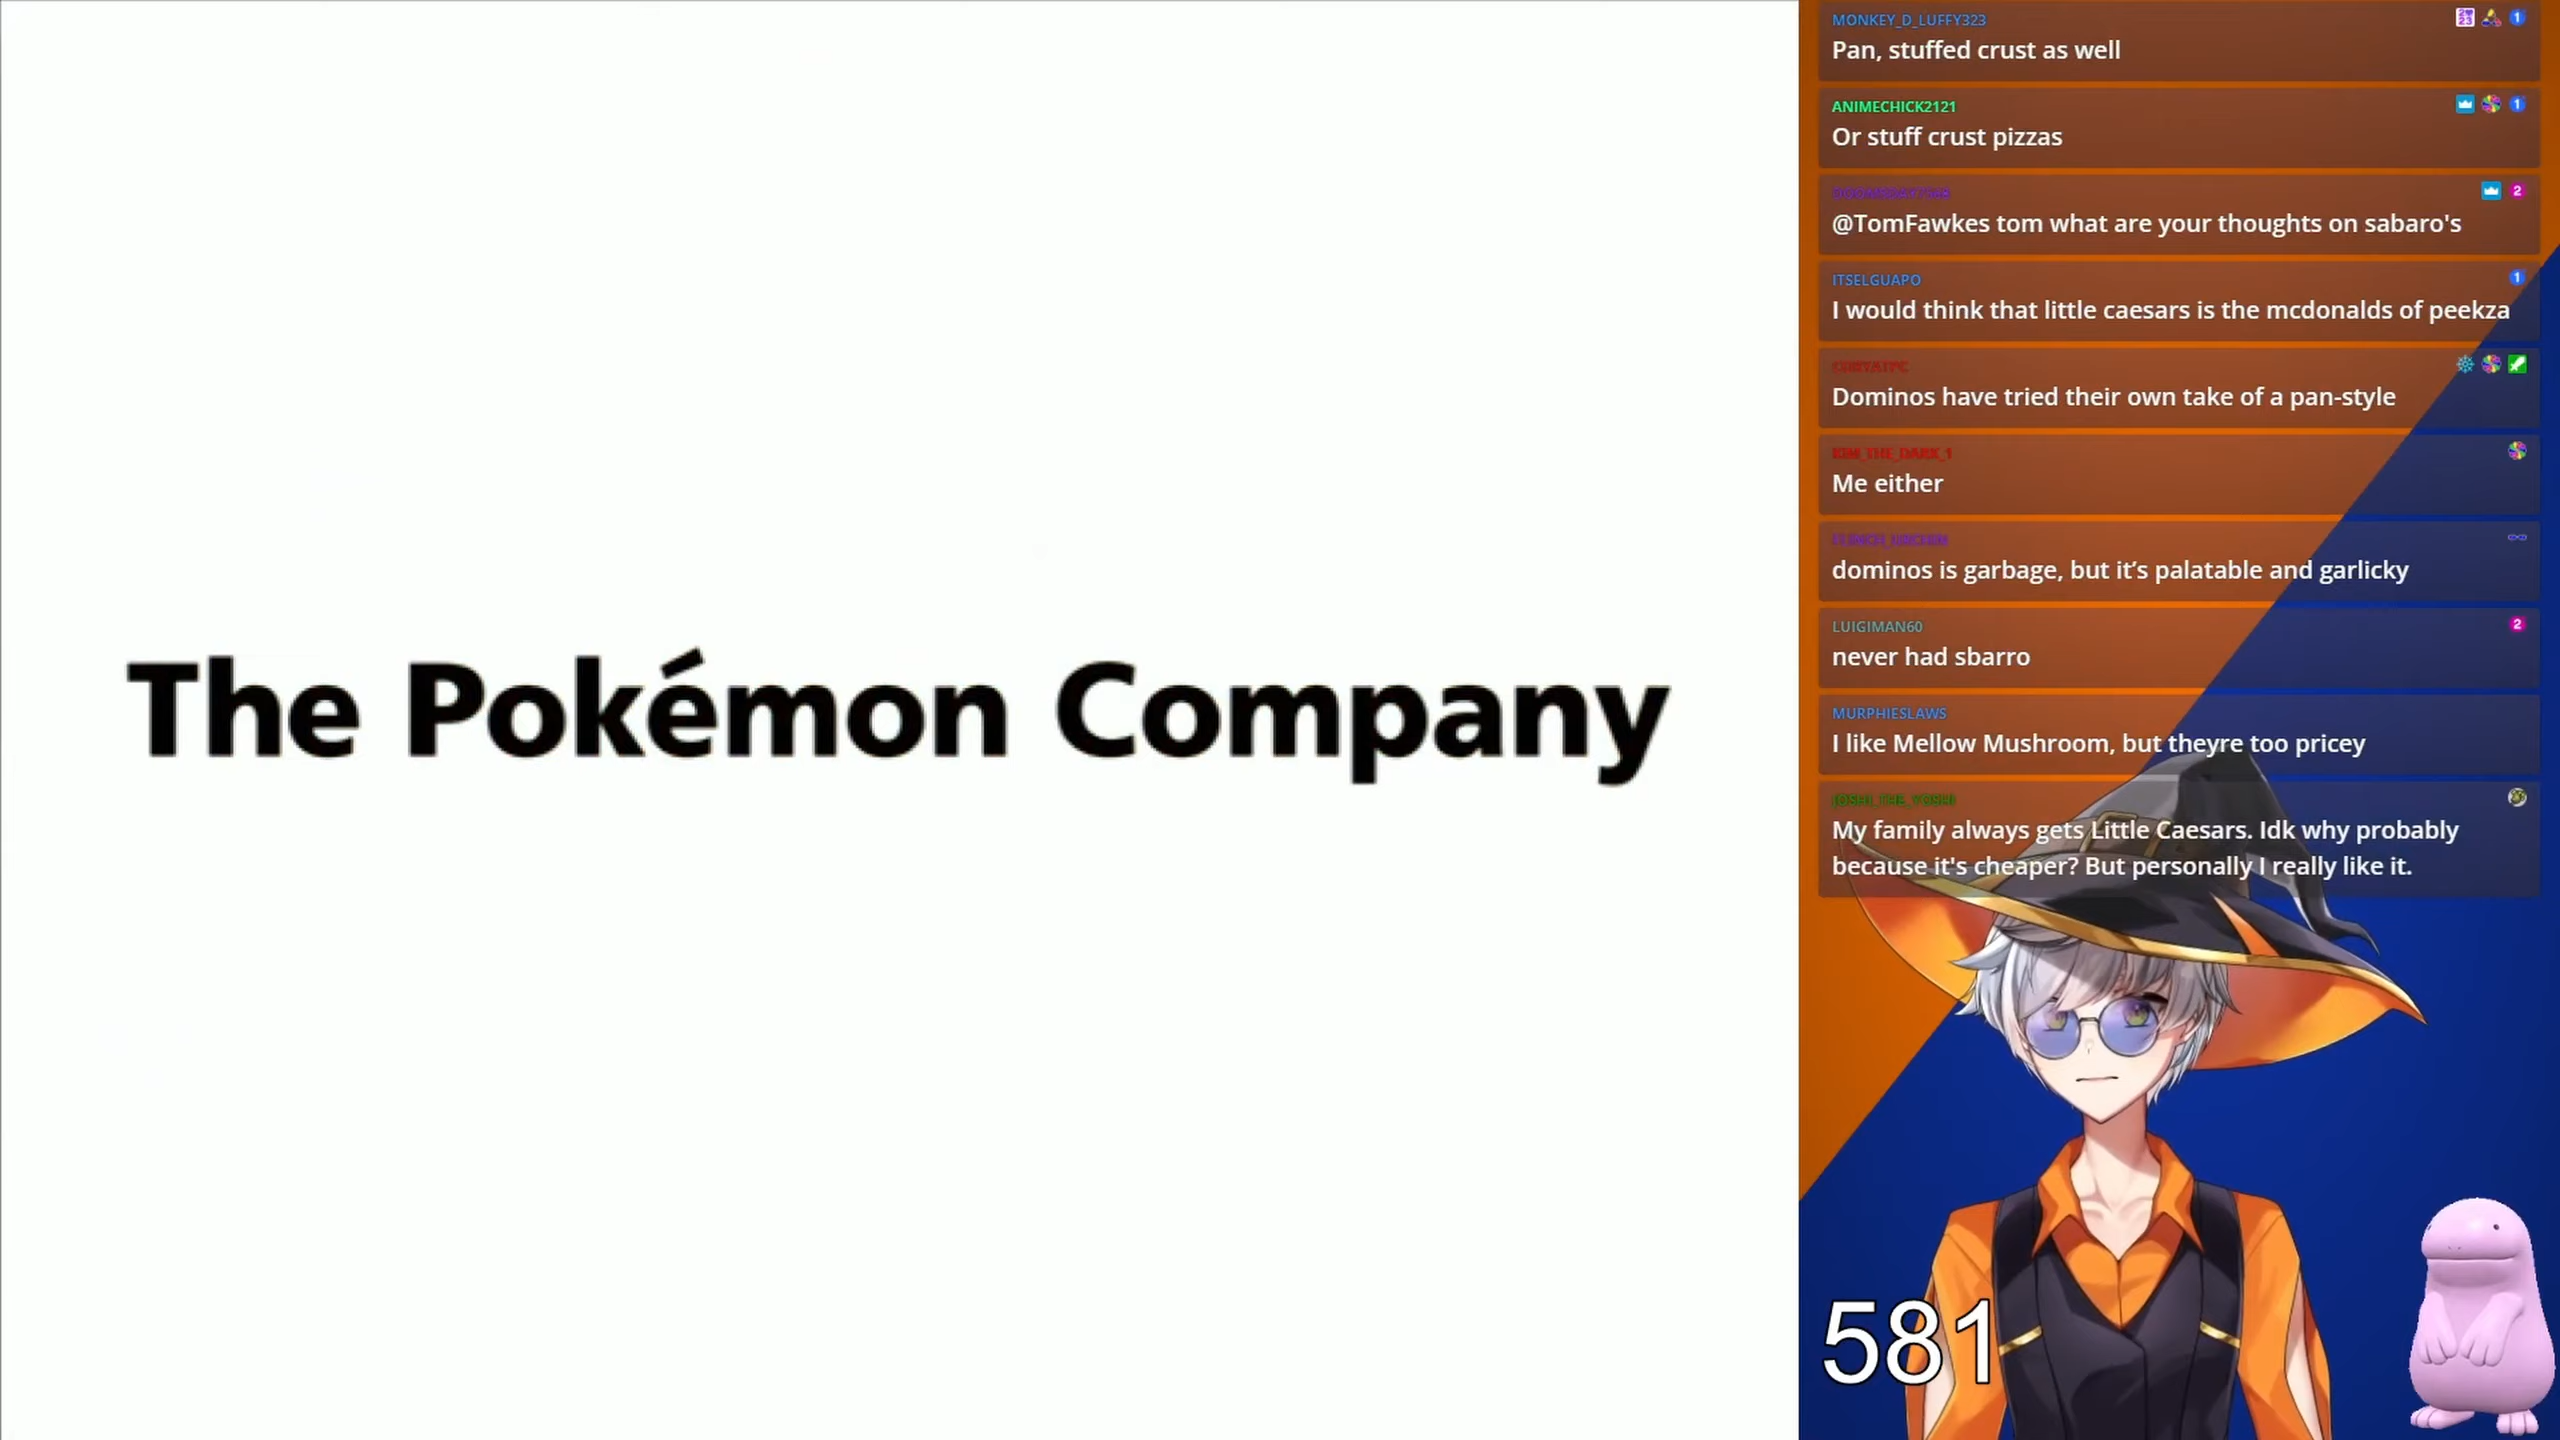 The Pokémon Company
MONKEY_D_LUFFY323
Pan, stuffed crust as well
ANIMECHICK2121
Or stuff crust pizzas
@TomFawkes tom what are your thoughts on sabaro's
ITSELGUAPO
I would think that little caesars is the mcdonalds of peekza
Dominos have tried their own take of a pan-style
KIM_THE_DARK_1
Me either
dominos is garbage, but it’s palatable and garlicky
LUIGIMAN60
never had sbarro
MURPHIESLAWS
I like Mellow Mushroom, but theyre too pricey
My family always gets Little Caesars. Idk why probably
because it's cheaper? But personally I really like it.
581